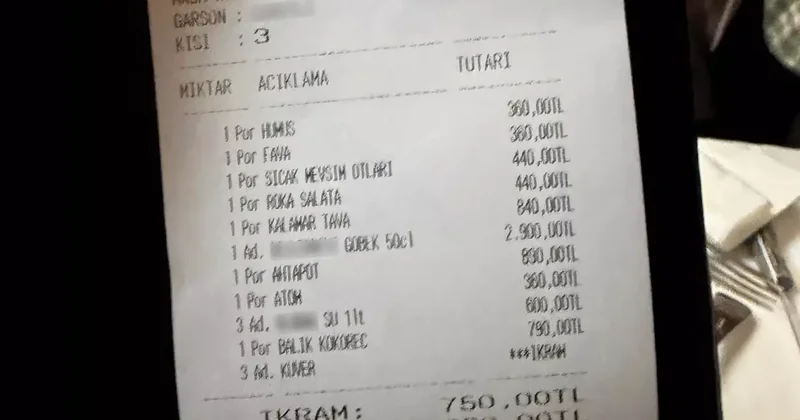 GARSON :
KISI : 3
MIKTAR ACIKLAMA TUTARI
1 Por HUMUS 360,00TL
1 Por FAVA 360,00TL
1 Por SICAK MEVSIM OTLARI 440,00TL
1 Por ROKA SALATA 440,00TL
1 Por KALAMAR TAVA 840,00TL
1 Ad. GOBEK 50cl 2.900,00TL
1 Por AHTAPOT 890,00TL
1 Por ATOM 360,00TL
3 Ad. SU 1lt 600,00TL
1 Por BALIK KOKOREC 790,00TL
3 Ad. KUVER ***IKRAM
IKRAM: 750,00TL